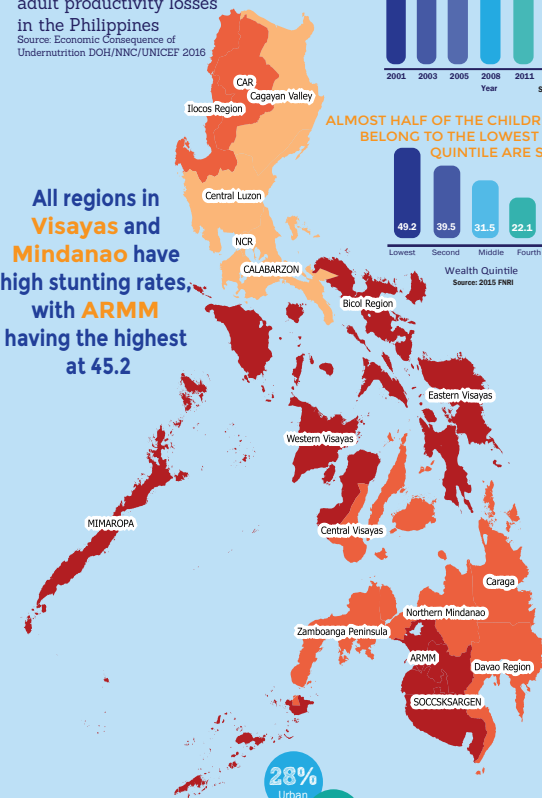 adult productivity losses
in the Philippines
Source: Economic Consequence of
Undernutrition DOH/NNC/UNICEF 2016
2001 2003 2005 2008 2011
Year
ALMOST HALF OF THE CHILDR
BELONG TO THE LOWEST
QUINTILE ARE S
49.2 39.5 31.5 22.1
Lowest Second Middle Fourth
Wealth Quintile
Source: 2015 FNRI
All regions in
Visayas and
Mindanao have
high stunting rates,
with ARMM
having the highest
at 45.2
CAR
Cagayan Valley
Ilocos Region
Central Luzon
NCR
CALABARZON
Bicol Region
Eastern Visayas
Western Visayas
MIMAROPA
Central Visayas
Caraga
Northern Mindanao
Zamboanga Peninsula
ARMM
Davao Region
SOCCSKSARGEN
28%
Urban